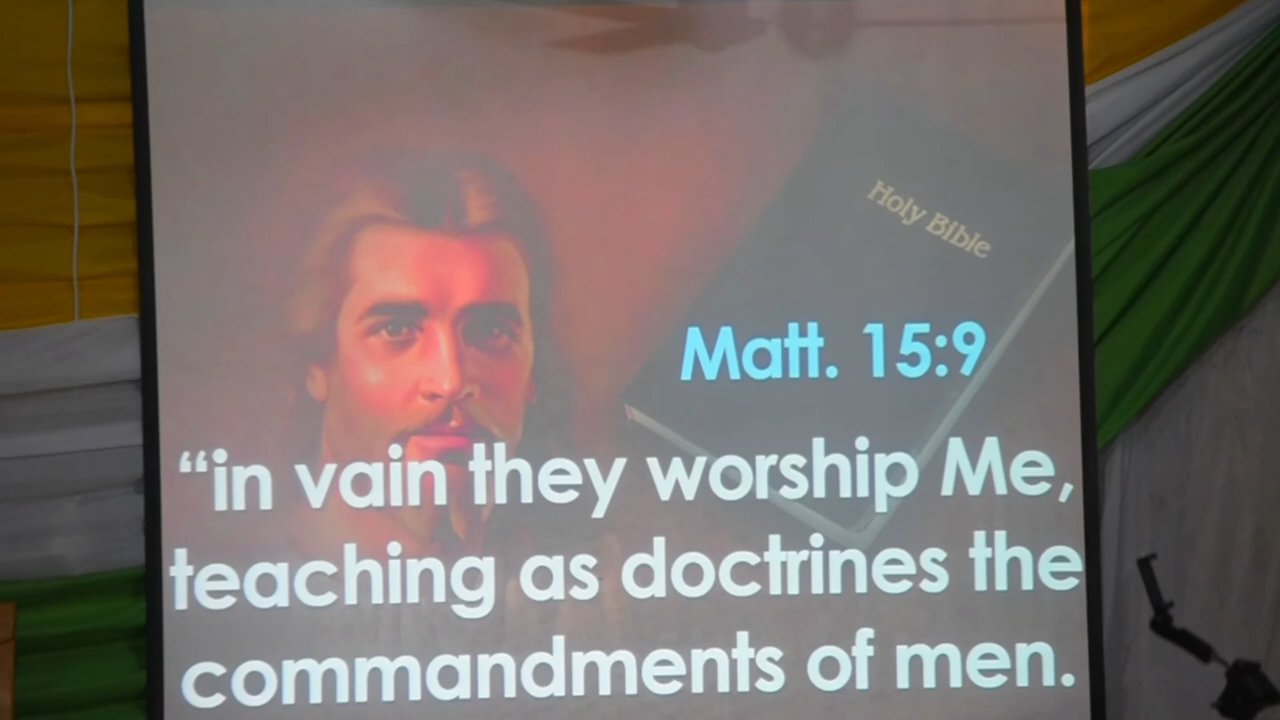 Holy Bible
Matt. 15:9
“in vain they worship Me,
teaching as doctrines the
commandments of men.